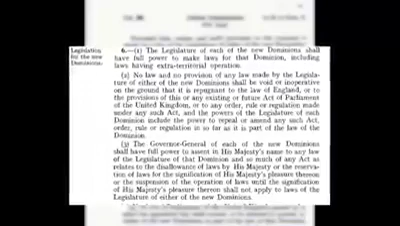 Legislation
for the new
Dominions.
6.—(1) The Legislature of each of the new Dominions shall
have full power to make laws for that Dominion, including
laws having extra-territorial operation.
(2) No law and no provision of any law made by the Legisla-
ture of either of the new Dominions shall be void or inoperative
on the ground that it is repugnant to the law of England, or to
the provisions of this or any existing or future Act of Parliament
of the United Kingdom, or to any order, rule or regulation made
under any such Act, and the powers of the Legislature of each
Dominion include the power to repeal or amend any such Act,
order, rule or regulation in so far as it is part of the law of the
Dominion.
(3) The Governor-General of each of the new Dominions
shall have full power to assent in His Majesty's name to any law
of the Legislature of that Dominion and so much of any Act as
relates to the disallowance of laws by His Majesty or the reserva-
tion of laws for the signification of His Majesty's pleasure thereon
or the suspension of the operation of laws until the signification
of His Majesty's pleasure thereon shall not apply to laws of the
Legislature of either of the new Dominions.